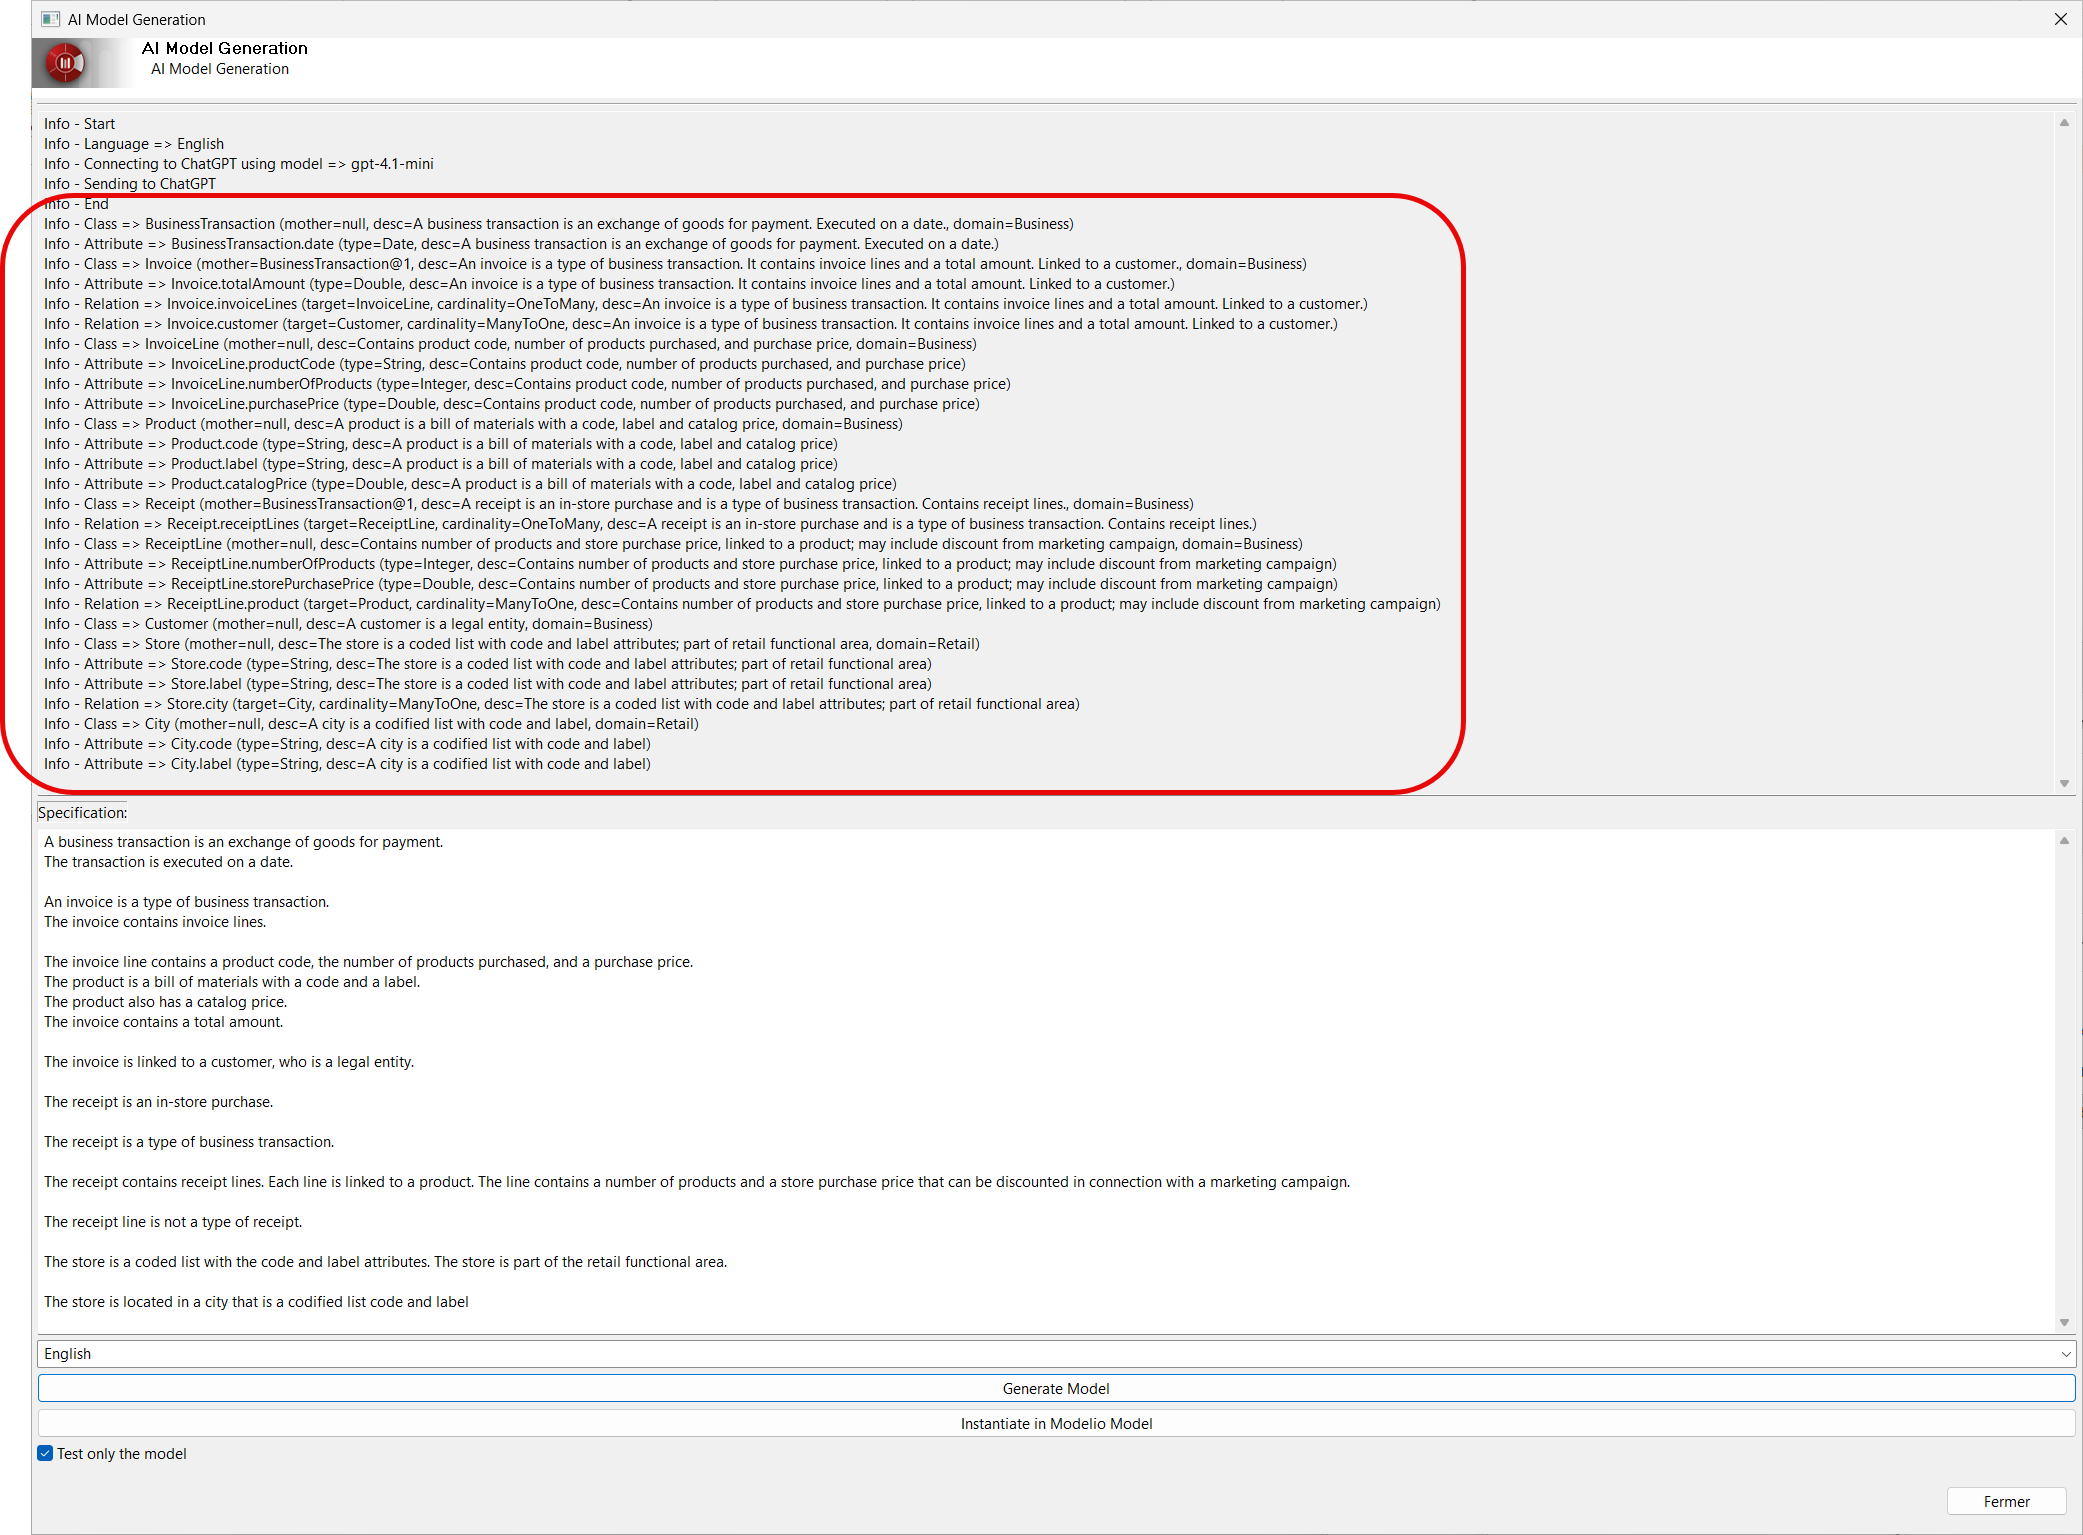 AI Model Generation
AI Model Generation
AI Model Generation
Info - Start
Info - Language => English
Info - Connecting to ChatGPT using model => gpt-4.1-mini
Info - Sending to ChatGPT
Info - End
Info - Class => BusinessTransaction (mother=null, desc=A business transaction is an exchange of goods for payment. Executed on a date., domain=Business)
Info - Attribute => BusinessTransaction.date (type=Date, desc=A business transaction is an exchange of goods for payment. Executed on a date.)
Info - Class => Invoice (mother=BusinessTransaction@1, desc=An invoice is a type of business transaction. It contains invoice lines and a total amount. Linked to a customer., domain=Business)
Info - Attribute => Invoice.totalAmount (type=Double, desc=An invoice is a type of business transaction. It contains invoice lines and a total amount. Linked to a customer.)
Info - Relation => Invoice.invoiceLines (target=InvoiceLine, cardinality=OneToMany, desc=An invoice is a type of business transaction. It contains invoice lines and a total amount. Linked to a customer.)
Info - Relation => Invoice.customer (target=Customer, cardinality=ManyToOne, desc=An invoice is a type of business transaction. It contains invoice lines and a total amount. Linked to a customer.)
Info - Class => InvoiceLine (mother=null, desc=Contains product code, number of products purchased, and purchase price, domain=Business)
Info - Attribute => InvoiceLine.productCode (type=String, desc=Contains product code, number of products purchased, and purchase price)
Info - Attribute => InvoiceLine.numberOfProducts (type=Integer, desc=Contains product code, number of products purchased, and purchase price)
Info - Attribute => InvoiceLine.purchasePrice (type=Double, desc=Contains product code, number of products purchased, and purchase price)
Info - Class => Product (mother=null, desc=A product is a bill of materials with a code, label and catalog price, domain=Business)
Info - Attribute => Product.code (type=String, desc=A product is a bill of materials with a code, label and catalog price)
Info - Attribute => Product.label (type=String, desc=A product is a bill of materials with a code, label and catalog price)
Info - Attribute => Product.catalogPrice (type=Double, desc=A product is a bill of materials with a code, label and catalog price)
Info - Class => Receipt (mother=BusinessTransaction@1, desc=A receipt is an in-store purchase and is a type of business transaction. Contains receipt lines., domain=Business)
Info - Relation => Receipt.receiptLines (target=ReceiptLine, cardinality=OneToMany, desc=A receipt is an in-store purchase and is a type of business transaction. Contains receipt lines.)
Info - Class => ReceiptLine (mother=null, desc=Contains number of products and store purchase price, linked to a product; may include discount from marketing campaign, domain=Business)
Info - Attribute => ReceiptLine.numberOfProducts (type=Integer, desc=Contains number of products and store purchase price, linked to a product; may include discount from marketing campaign)
Info - Attribute => ReceiptLine.storePurchasePrice (type=Double, desc=Contains number of products and store purchase price, linked to a product; may include discount from marketing campaign)
Info - Relation => ReceiptLine.product (target=Product, cardinality=ManyToOne, desc=Contains number of products and store purchase price, linked to a product; may include discount from marketing campaign)
Info - Class => Customer (mother=null, desc=A customer is a legal entity, domain=Business)
Info - Class => Store (mother=null, desc=The store is a coded list with code and label attributes; part of retail functional area, domain=Retail)
Info - Attribute => Store.code (type=String, desc=The store is a coded list with code and label attributes; part of retail functional area)
Info - Attribute => Store.label (type=String, desc=The store is a coded list with code and label attributes; part of retail functional area)
Info - Relation => Store.city (target=City, cardinality=ManyToOne, desc=The store is a coded list with code and label attributes; part of retail functional area)
Info - Class => City (mother=null, desc=A city is a codified list with code and label, domain=Retail)
Info - Attribute => City.code (type=String, desc=A city is a codified list with code and label)
Info - Attribute => City.label (type=String, desc=A city is a codified list with code and label)
Specification:
A business transaction is an exchange of goods for payment.
The transaction is executed on a date.
An invoice is a type of business transaction.
The invoice contains invoice lines.
The invoice line contains a product code, the number of products purchased, and a purchase price.
The product is a bill of materials with a code and a label.
The product also has a catalog price.
The invoice contains a total amount.
The invoice is linked to a customer, who is a legal entity.
The receipt is an in-store purchase.
The receipt is a type of business transaction.
The receipt contains receipt lines. Each line is linked to a product. The line contains a number of products and a store purchase price that can be discounted in connection with a marketing campaign.
The receipt line is not a type of receipt.
The store is a coded list with the code and label attributes. The store is part of the retail functional area.
The store is located in a city that is a codified list code and label
English
Generate Model
Instantiate in Modelio Model
Test only the model
Fermer